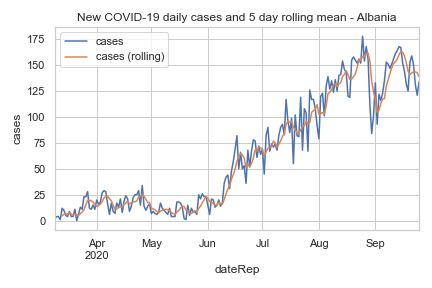 New COVID-19 daily cases and 5 day rolling mean - Albania
cases
cases (rolling)
175
150
125
100
75
50
25
0
cases
Apr
2020
May
Jun
Jul
Aug
Sep
dateRep